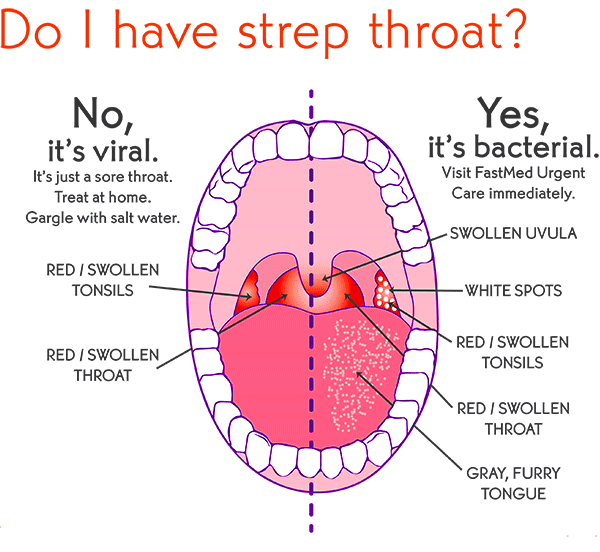 Do I have strep throat?
No,
it's viral.
It's just a sore throat.
Treat at home.
Gargle with salt water.
RED / SWOLLEN
TONSILS
RED / SWOLLEN
THROAT
Yes,
it's bacterial.
Visit FastMed Urgent
Care immediately.
SWOLLEN UVULA
WHITE SPOTS
RED / SWOLLEN
TONSILS
RED / SWOLLEN
THROAT
GRAY, FURRY
TONGUE